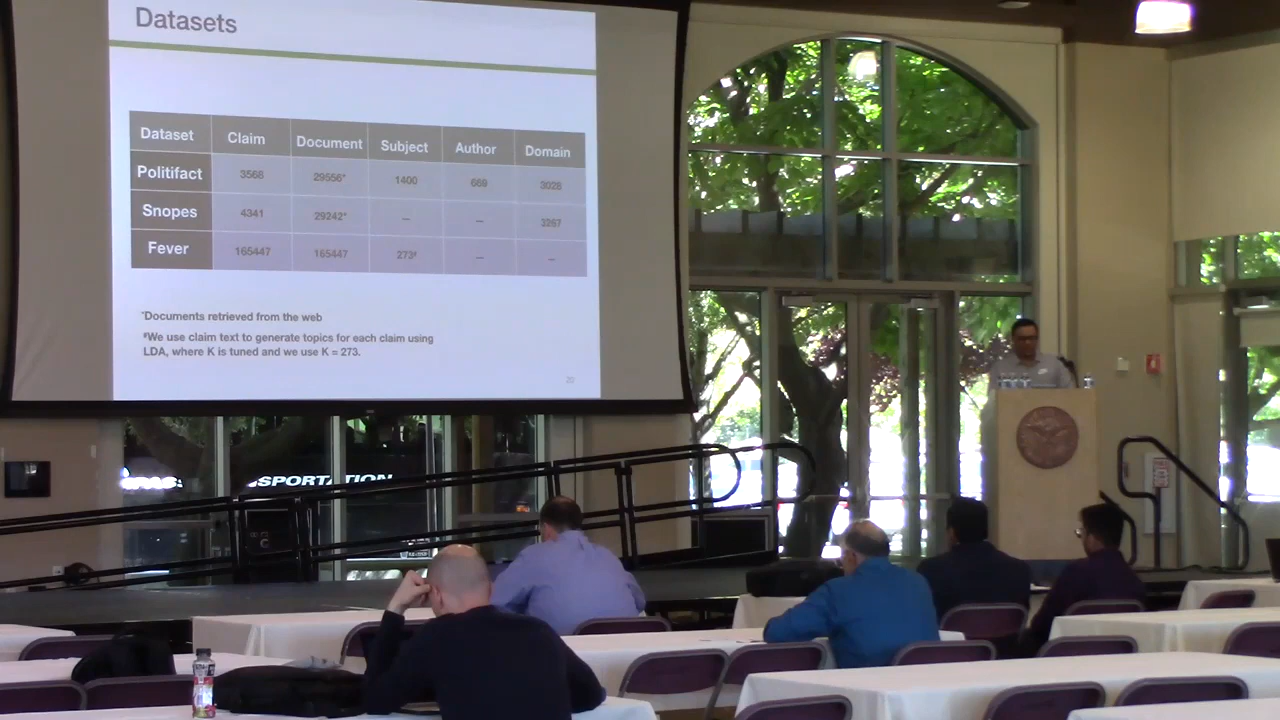 Datasets
Dataset Claim Document Subject Author Domain
Politifact 3568 29556* 1400 669 3028
Snopes 4341 29242* — — 3267
Fever 165447 165447 273# — —
*Documents retrieved from the web
#We use claim text to generate topics for each claim using
LDA, where K is tuned and we use K = 273.
20
SPORTATION